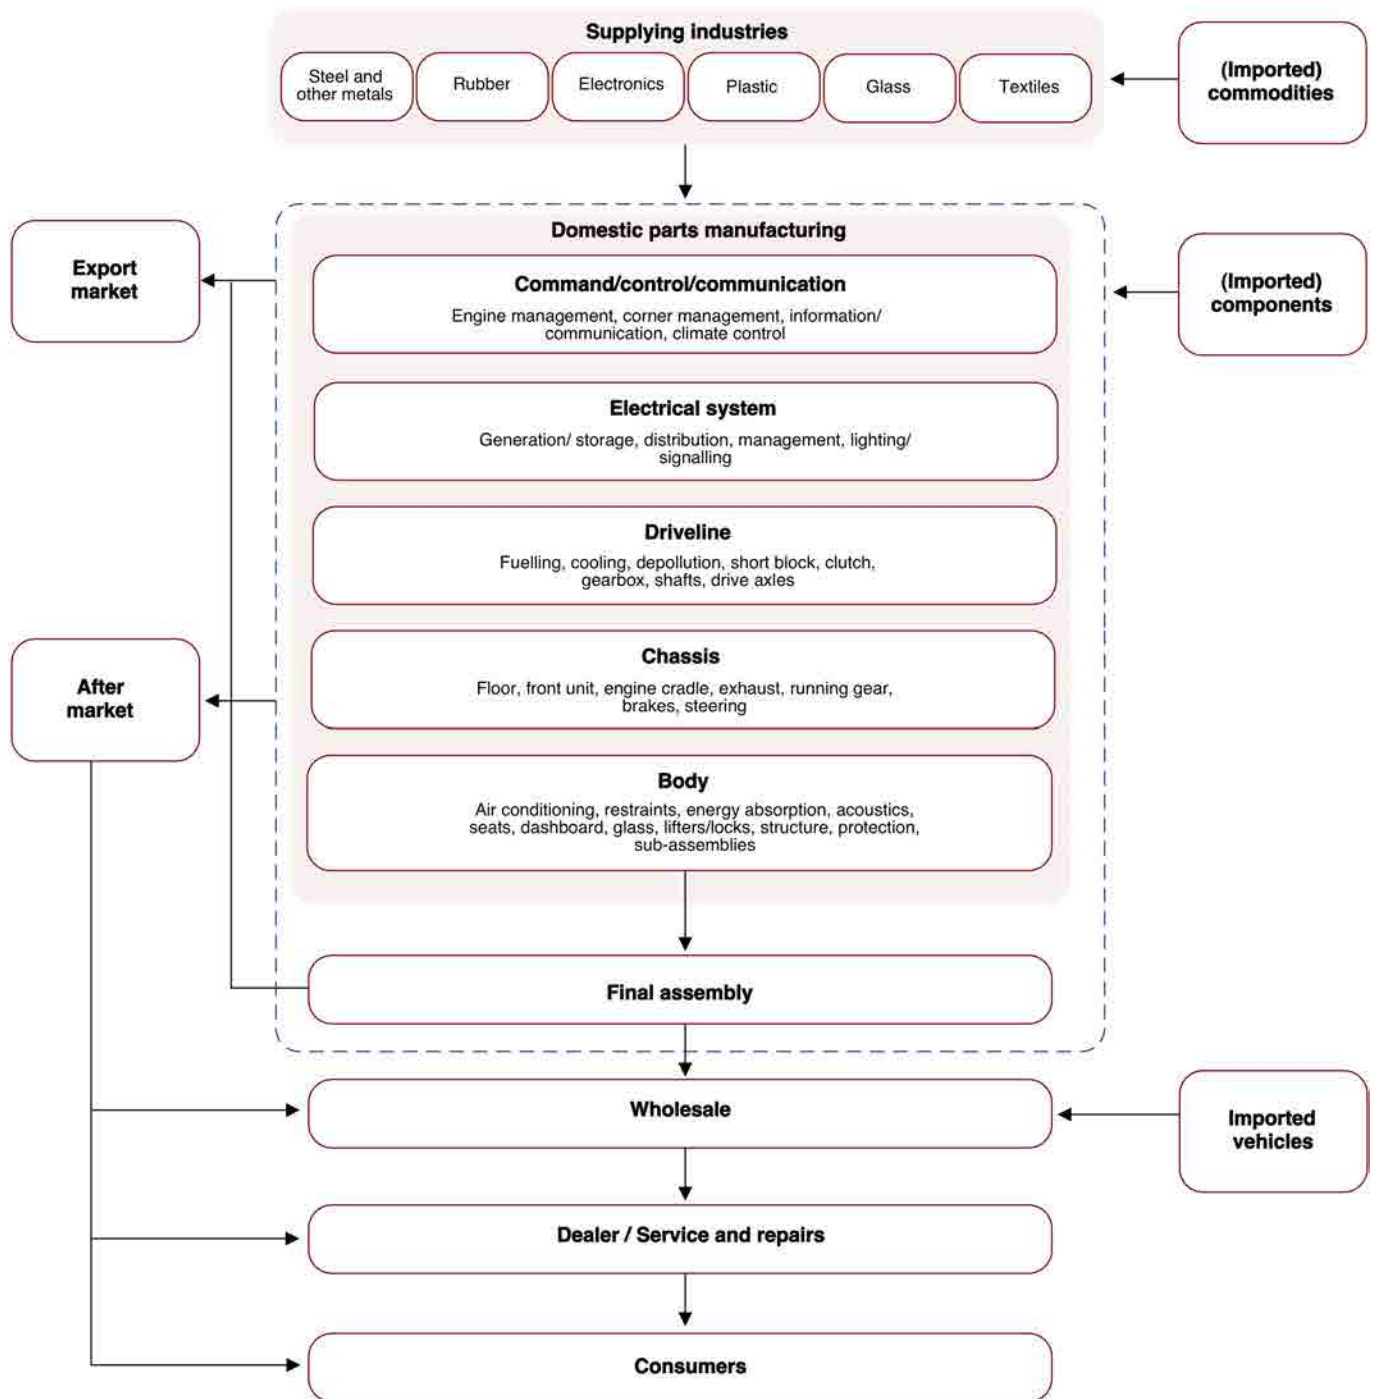 Supplying industries
Steel and
other metals
Rubber
Electronics
Plastic
Glass
Textiles
(Imported)
commodities
Domestic parts manufacturing
Export
market
Command/control/communication
Engine management, corner management, information/
communication, climate control
(Imported)
components
Electrical system
Generation/ storage, distribution, management, lighting/
signalling
Driveline
Fuelling, cooling, depollution, short block, clutch,
gearbox, shafts, drive axles
After
market
Chassis
Floor, front unit, engine cradle, exhaust, running gear,
brakes, steering
Body
Air conditioning, restraints, energy absorption, acoustics,
seats, dashboard, glass, lifters/locks, structure, protection,
sub-assemblies
Final assembly
Wholesale
Imported
vehicles
Dealer / Service and repairs
Consumers